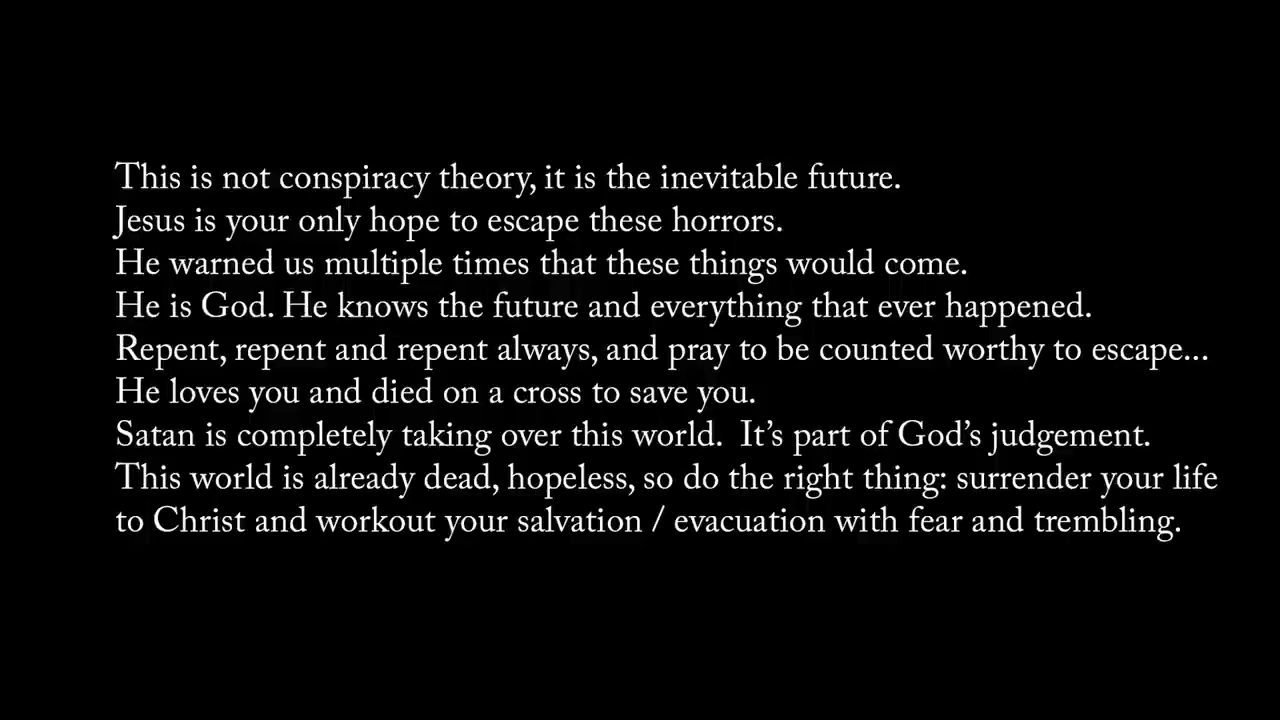 This is not conspiracy theory, it is the inevitable future.
Jesus is your only hope to escape these horrors.
He warned us multiple times that these things would come.
He is God. He knows the future and everything that ever happened.
Repent, repent and repent always, and pray to be counted worthy to escape...
He loves you and died on a cross to save you.
Satan is completely taking over this world.  It’s part of God’s judgement.
This world is already dead, hopeless, so do the right thing: surrender your life
to Christ and workout your salvation / evacuation with fear and trembling.